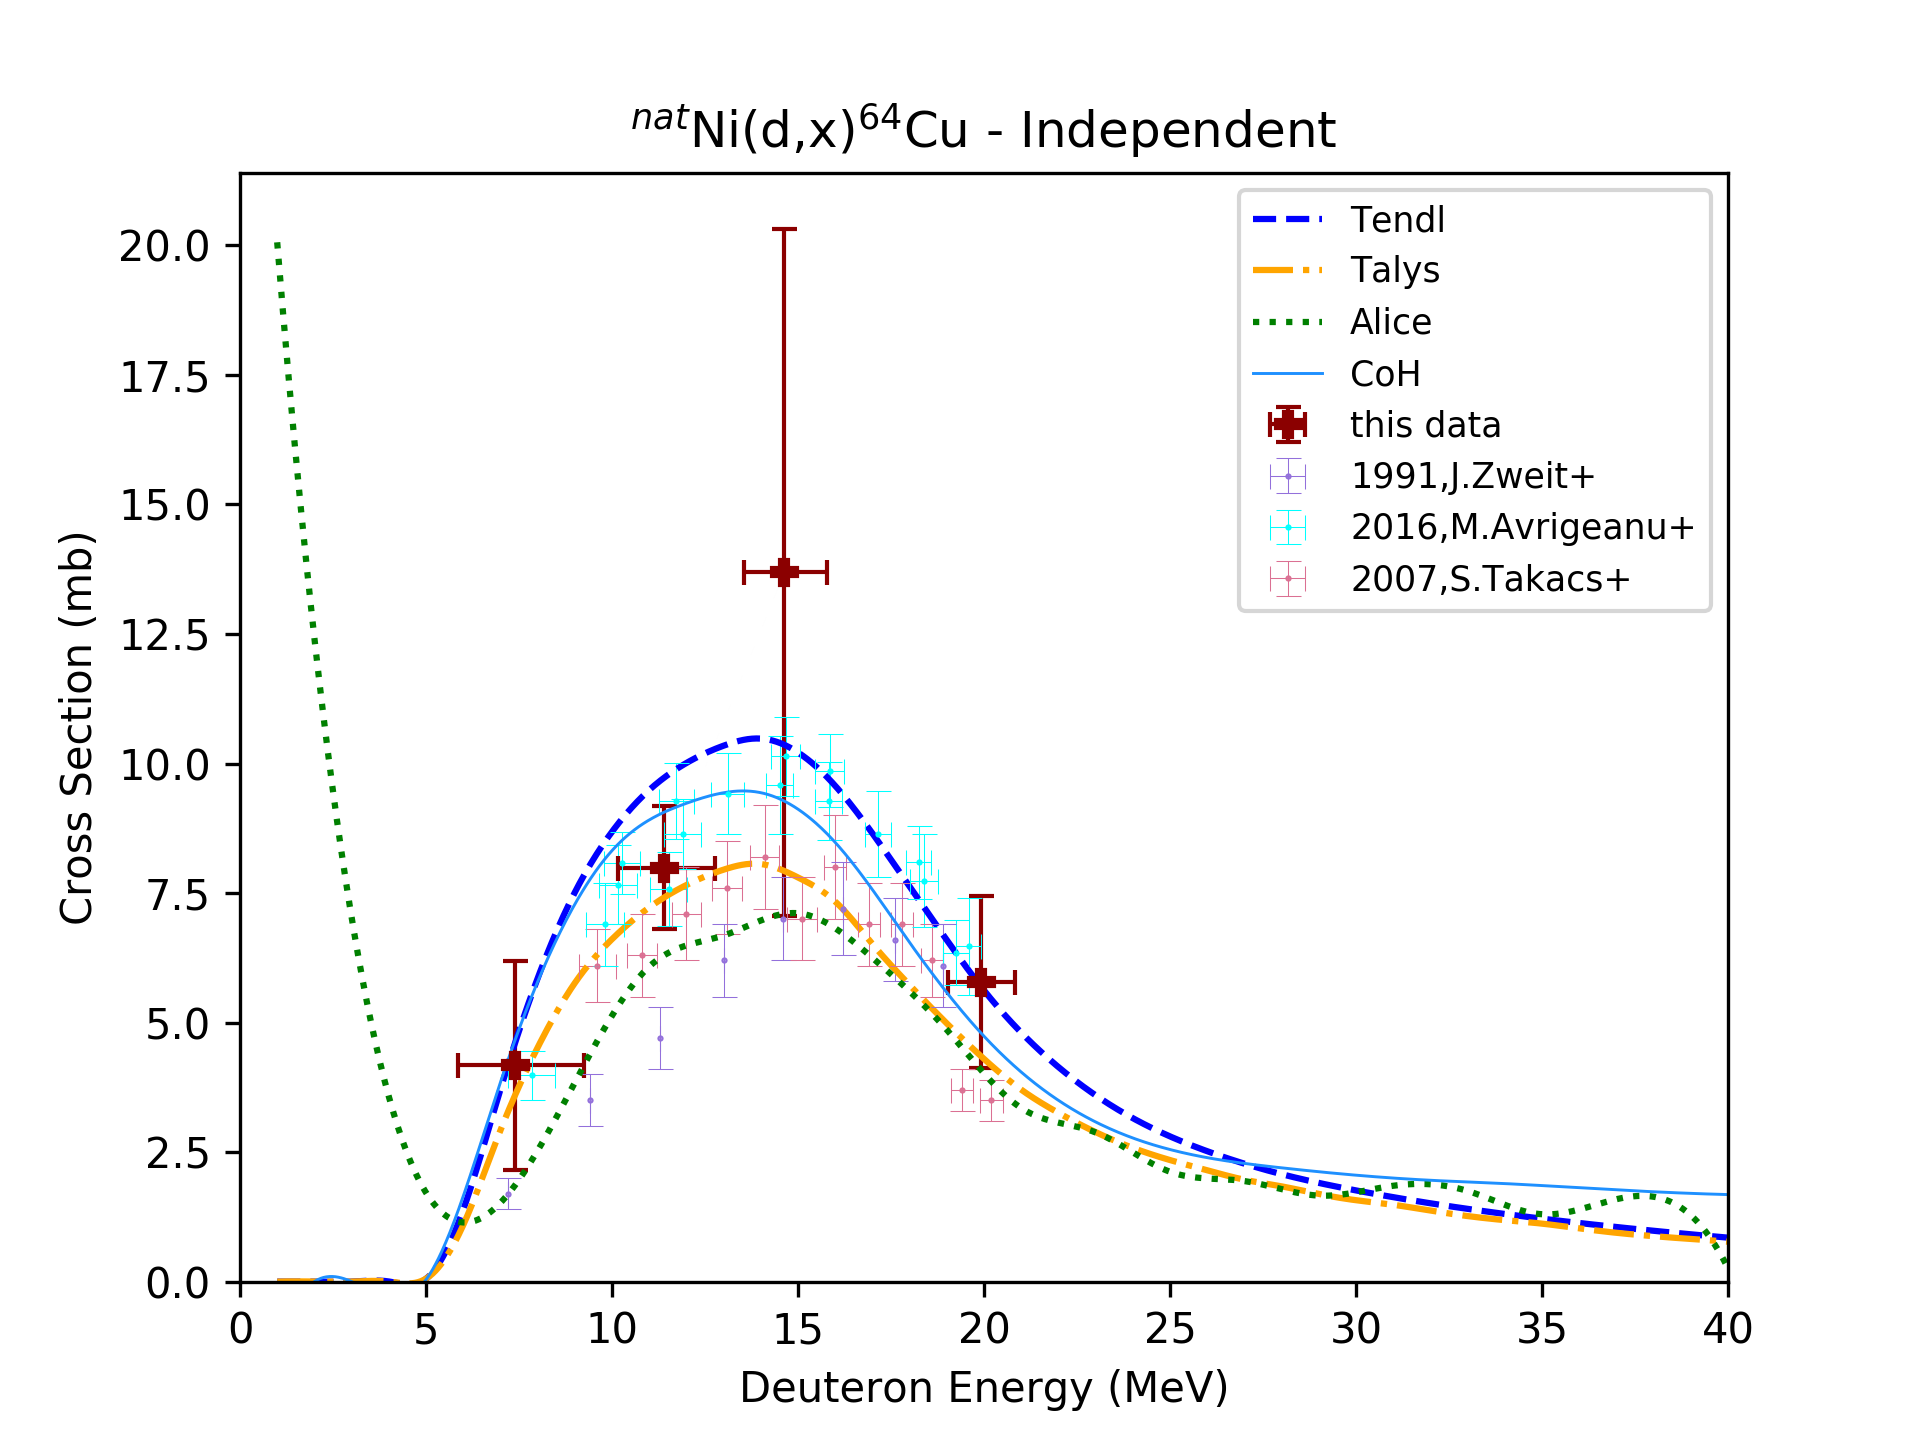 natNi(d,x)64Cu - Independent
Cross Section (mb)
20.0
17.5
15.0
12.5
10.0
7.5
5.0
2.5
0.0
0 5 10 15 20 25 30 35 40
Deuteron Energy (MeV)
Tendl
Talys
Alice
CoH
this data
1991,J.Zweit+
2016,M.Avrigeanu+
2007,S.Takacs+